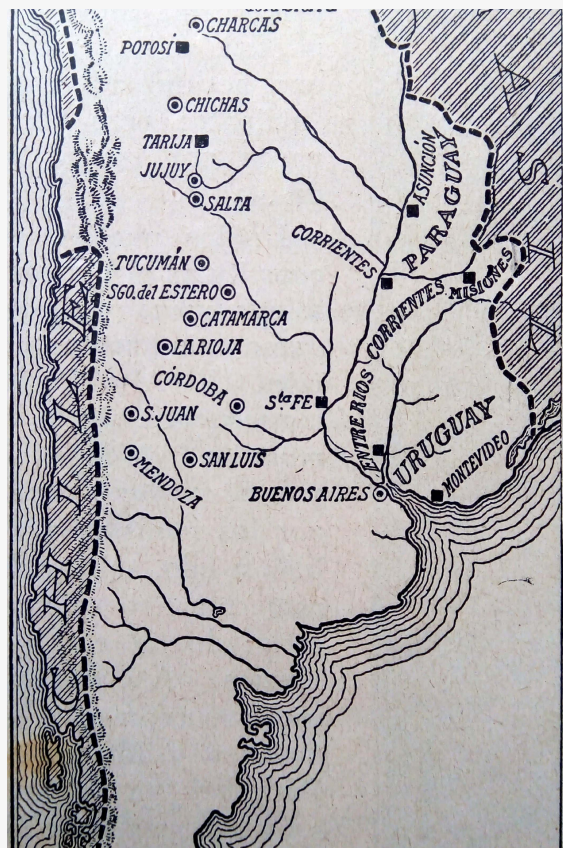 CHARCAS
POTOSÍ
CHICHAS
TARIJA
JUJUY
SALTA
ASUNCIÓN
PARAGUAY
CORRIENTES
TUCUMÁN
SGO. del ESTERO
CATAMARCA
LA RIOJA
CORRIENTES
MISIONES
CÓRDOBA
Sta. FE
S. JUAN
ENTRE RIOS
MENDOZA
SAN LUIS
URUGUAY
MONTEVIDEO
BUENOS AIRES
CHILE